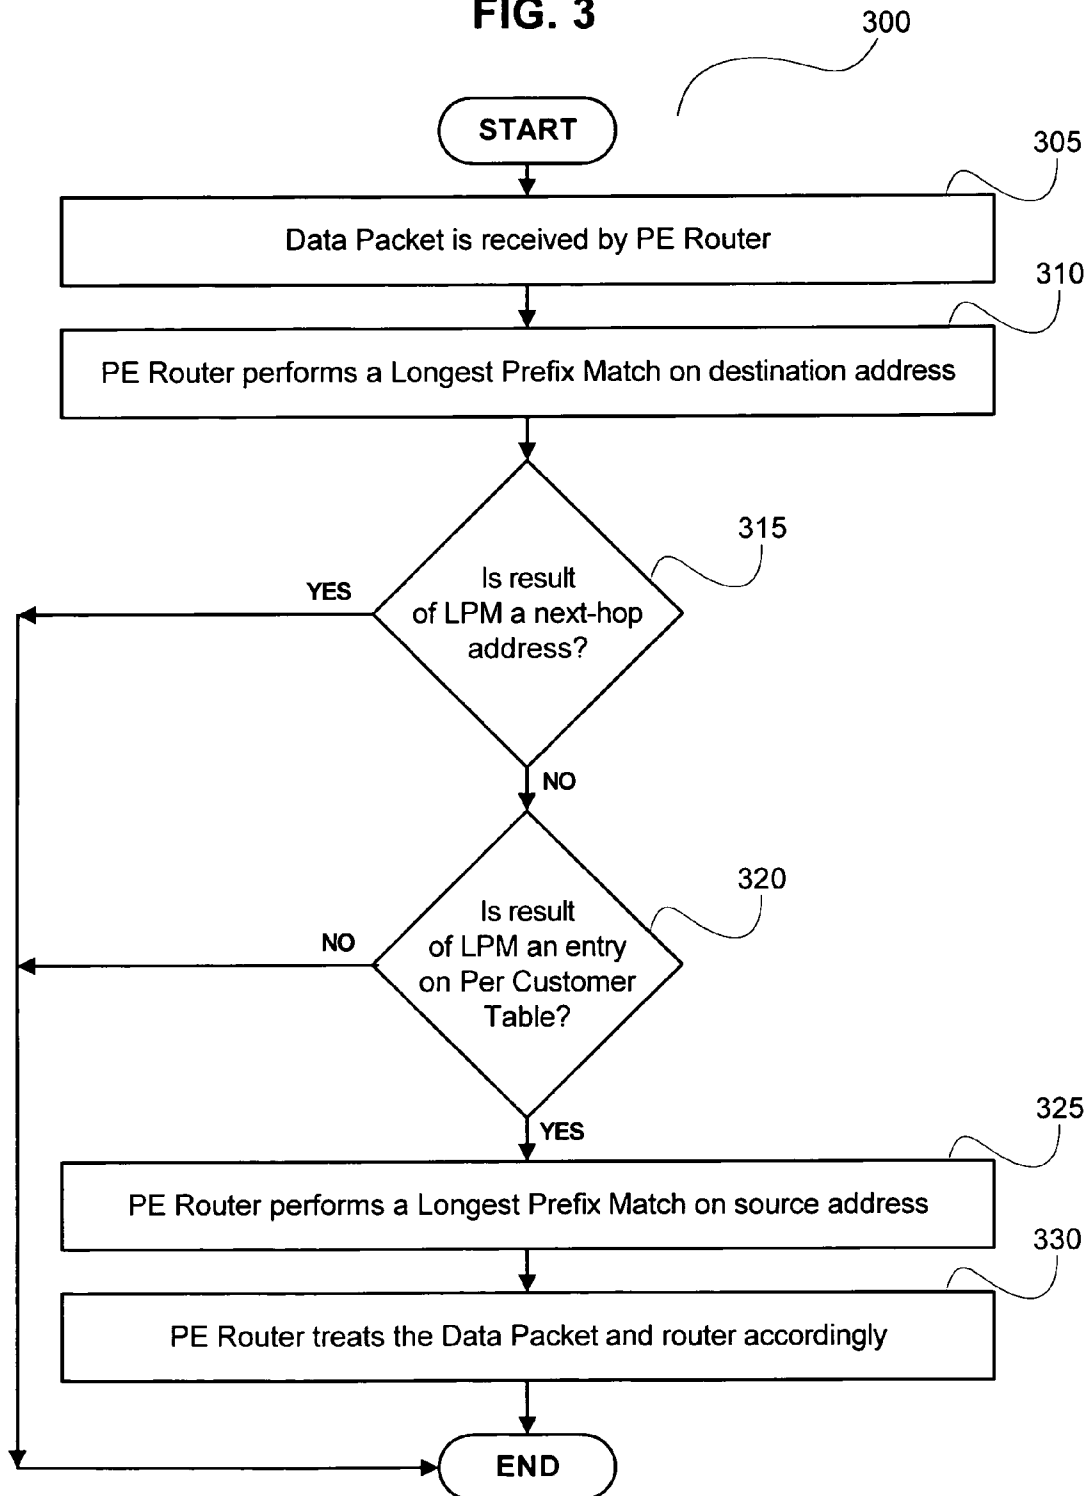 FIG. 3
300
START
305
Data Packet is received by PE Router
310
PE Router performs a Longest Prefix Match on destination address
315
Is result
of LPM a next-hop
address?
YES
NO
320
Is result
of LPM an entry
on Per Customer
Table?
NO
YES
325
PE Router performs a Longest Prefix Match on source address
330
PE Router treats the Data Packet and router accordingly
END